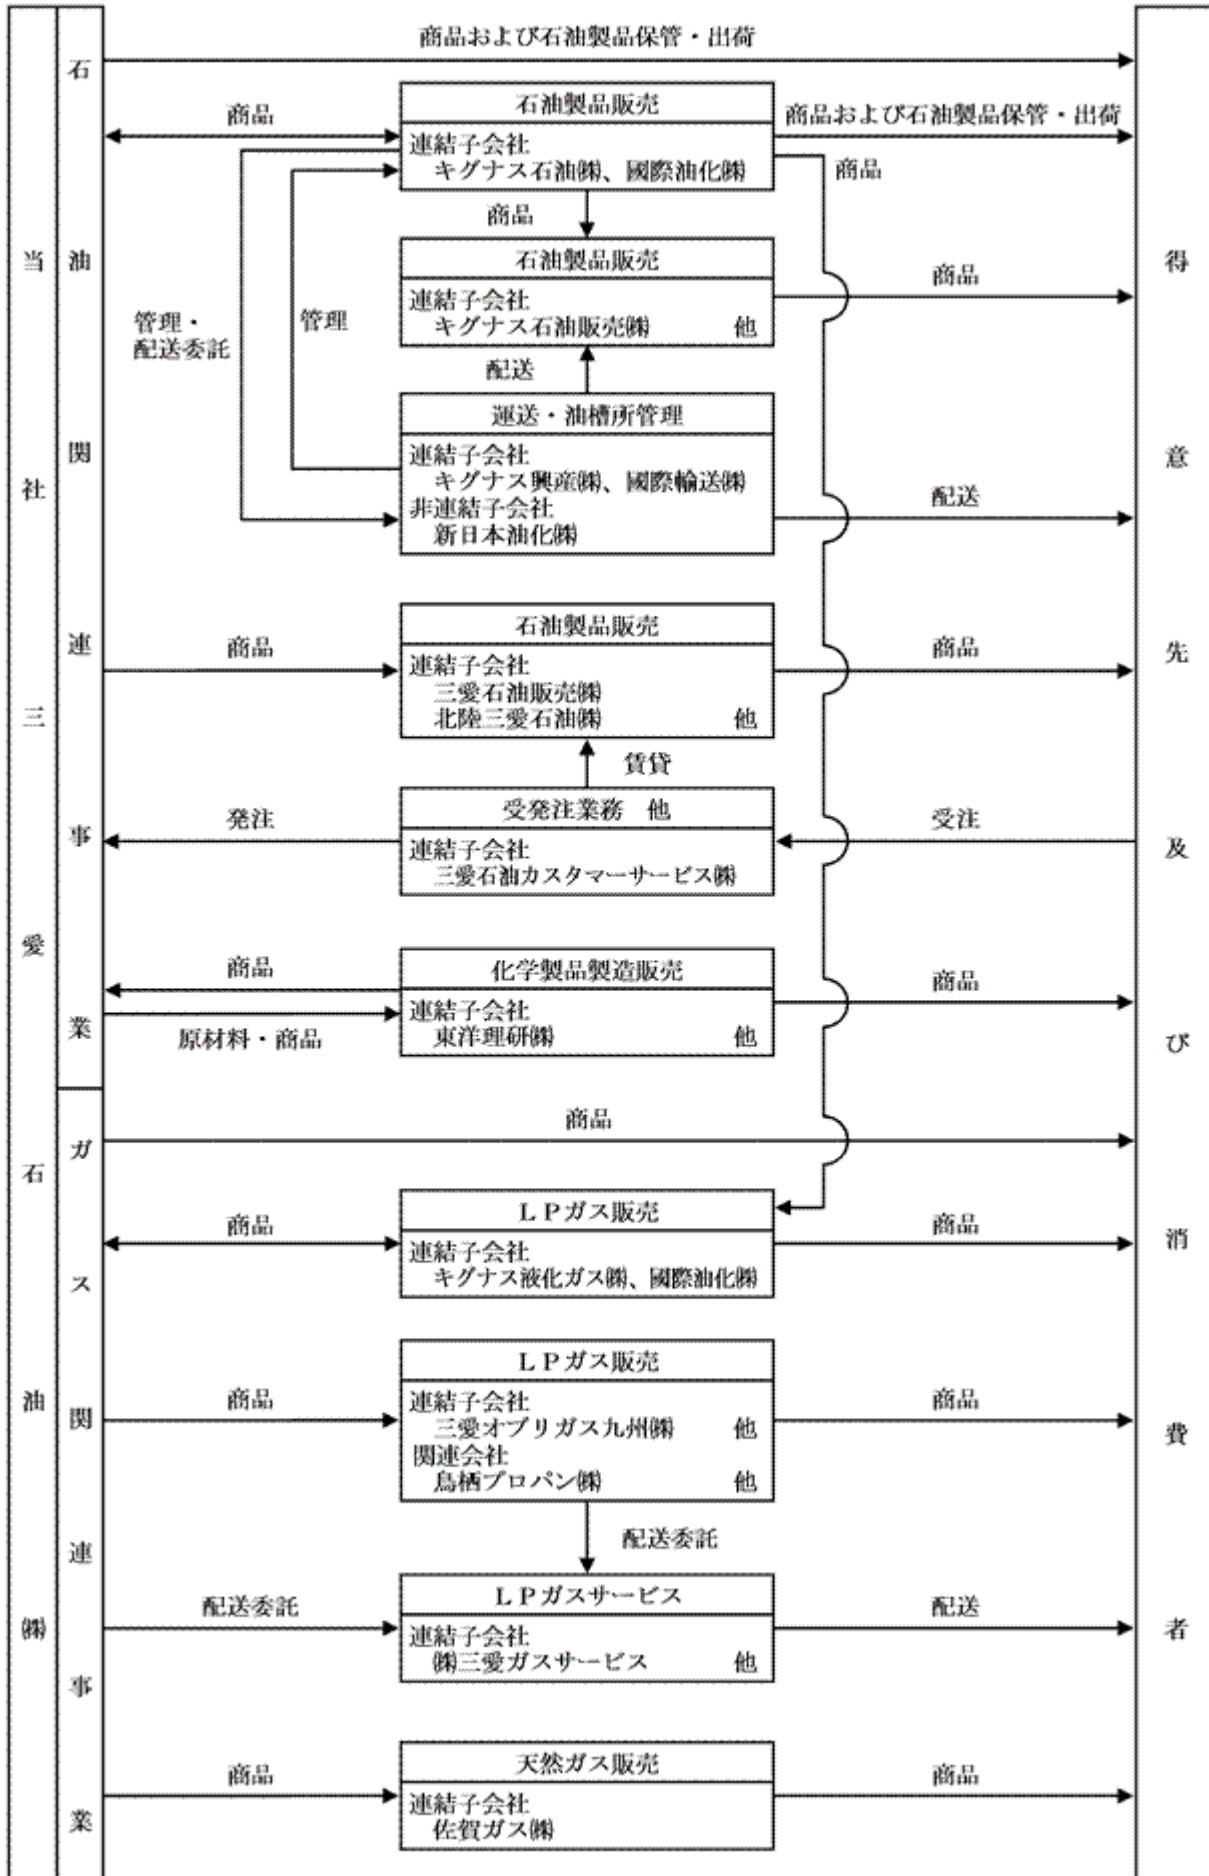 当社三愛石油㈱
石油関連事業
ガス関連事業
得意先及び消費者
商品および石油製品保管・出荷
石油製品販売
商品
商品および石油製品保管・出荷
連結子会社
キグナス石油㈱、國際油化㈱
商品
商品
石油製品販売
連結子会社
キグナス石油販売㈱ 他
商品
管理・
配送委託
管理
配送
運送・油槽所管理
連結子会社
キグナス興産㈱、國際輸送㈱
非連結子会社
新日本油化㈱
配送
石油製品販売
商品
連結子会社
三愛石油販売㈱
北陸三愛石油㈱ 他
商品
賃貸
受発注業務 他
発注
連結子会社
三愛石油カスタマーサービス㈱
受注
化学製品製造販売
商品
原材料・商品
連結子会社
東洋理研㈱ 他
商品
商品
LPガス販売
商品
連結子会社
キグナス液化ガス㈱、國際油化㈱
商品
LPガス販売
商品
連結子会社
三愛オブリガス九州㈱ 他
関連会社
鳥栖プロパン㈱ 他
商品
配送委託
LPガスサービス
配送委託
連結子会社
㈱三愛ガスサービス 他
配送
天然ガス販売
商品
連結子会社
佐賀ガス㈱
商品